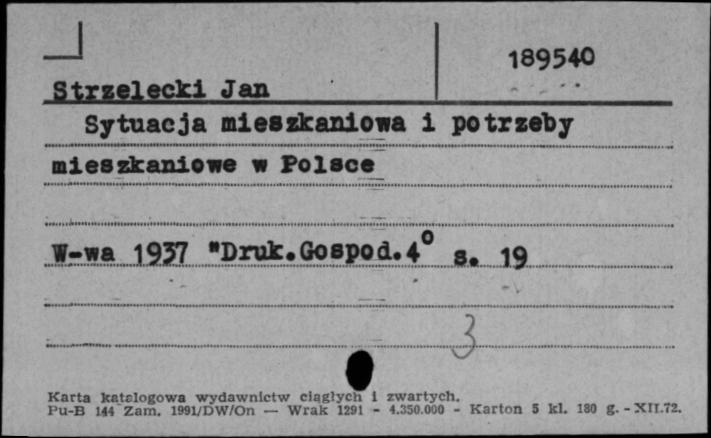 189540
Strzelecki Jan
Sytuacja mieszkaniowa i potrzeby
mieszkaniowe w Polsce
W-wa 1937 "Druk.Gospod.4° s. 19
3
Karta katalogowa wydawnictw ciągłych i zwartych.
Pu-B 144 Zam. 1991/DW/On — Wrak 1291 - 4.350.000 - Karton 5 kl. 180 g. - XII.72.